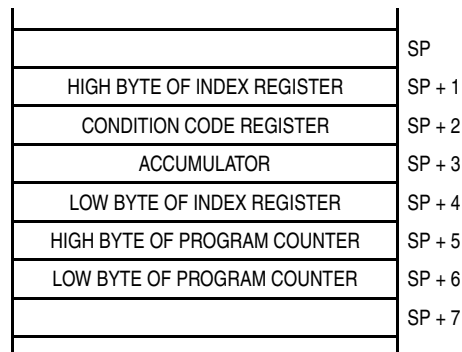 SP
HIGH BYTE OF INDEX REGISTER SP + 1
CONDITION CODE REGISTER SP + 2
ACCUMULATOR SP + 3
LOW BYTE OF INDEX REGISTER SP + 4
HIGH BYTE OF PROGRAM COUNTER SP + 5
LOW BYTE OF PROGRAM COUNTER SP + 6
SP + 7